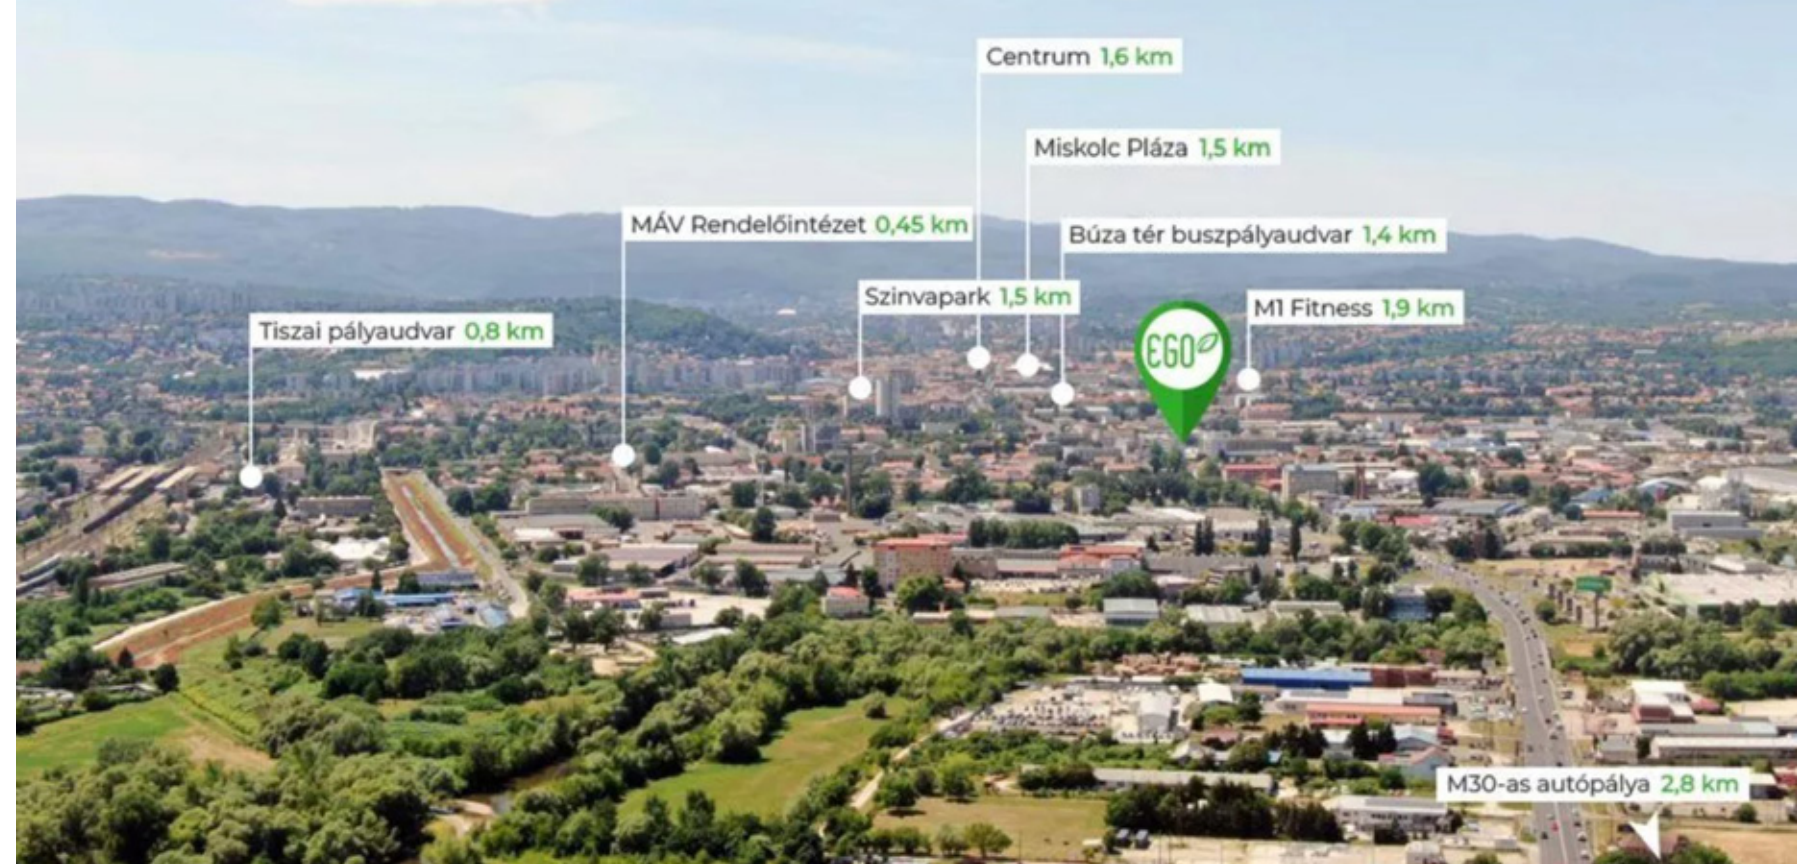 Centrum 1,6 km
Miskolc Pláza 1,5 km
MÁV Rendelőintézet 0,45 km
Búza tér buszpályaudvar 1,4 km
Szinvapark 1,5 km
M1 Fitness 1,9 km
Tiszai pályaudvar 0,8 km
EGO
M30-as autópálya 2,8 km